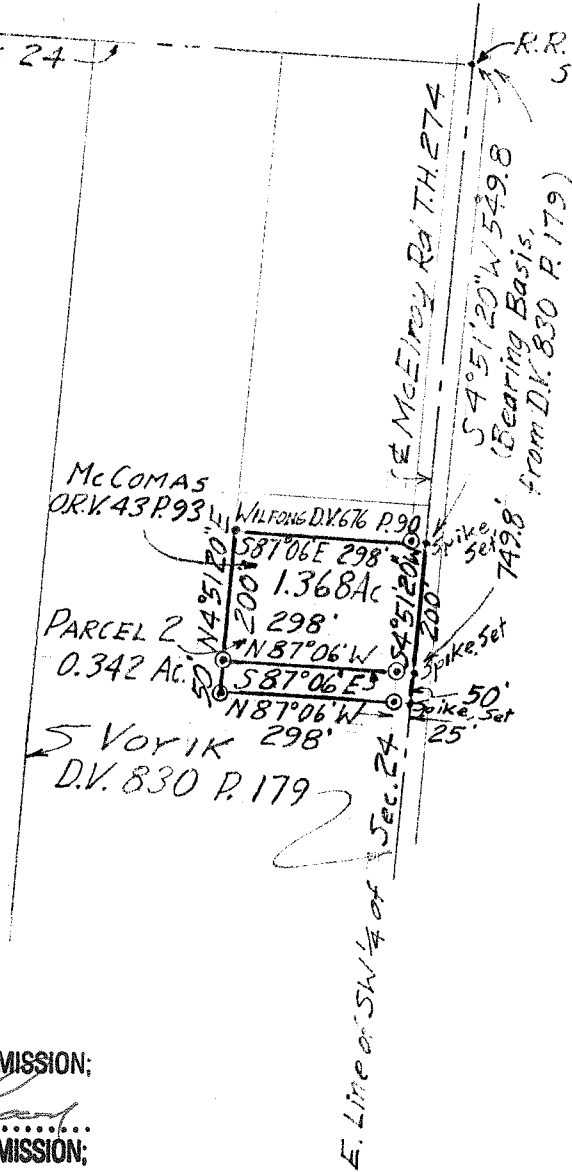 24
R.R.
S
℄ McElroy Rd T.H. 274
S4°51'20"W 549.8
(Bearing Basis,
from D.V. 830 P. 179)
749.8'
McCOMAS
O.R.V. 43 P. 93
WILFONG D.V. 676 P. 90
Spike Set
S87°06'E 298'
N4°51'20"E
200'
1.368 Ac
S4°51'20"W
200'
298'
N87°06'W
Spike, Set
PARCEL 2
0.342 Ac.
50'
S87°06'E
50'
N87°06'W
298'
Spike, Set
25'
VOYIK
D.V. 830 P. 179
E. Line of SW ¼ of Sec. 24
MISSION;
MISSION;